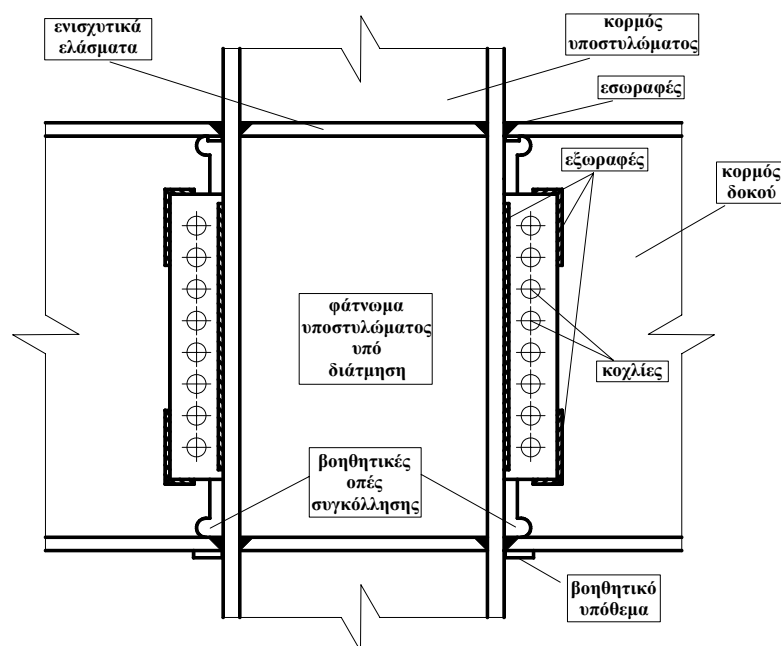 ενισχυτικά
ελάσματα
κορμός
υποστυλώματος
εσωραφές
εξωραφές
κορμός
δοκού
φάτνωμα
υποστυλώματος
υπό
διάτμηση
κοχλίες
βοηθητικές
οπές
συγκόλλησης
βοηθητικό
υπόθεμα